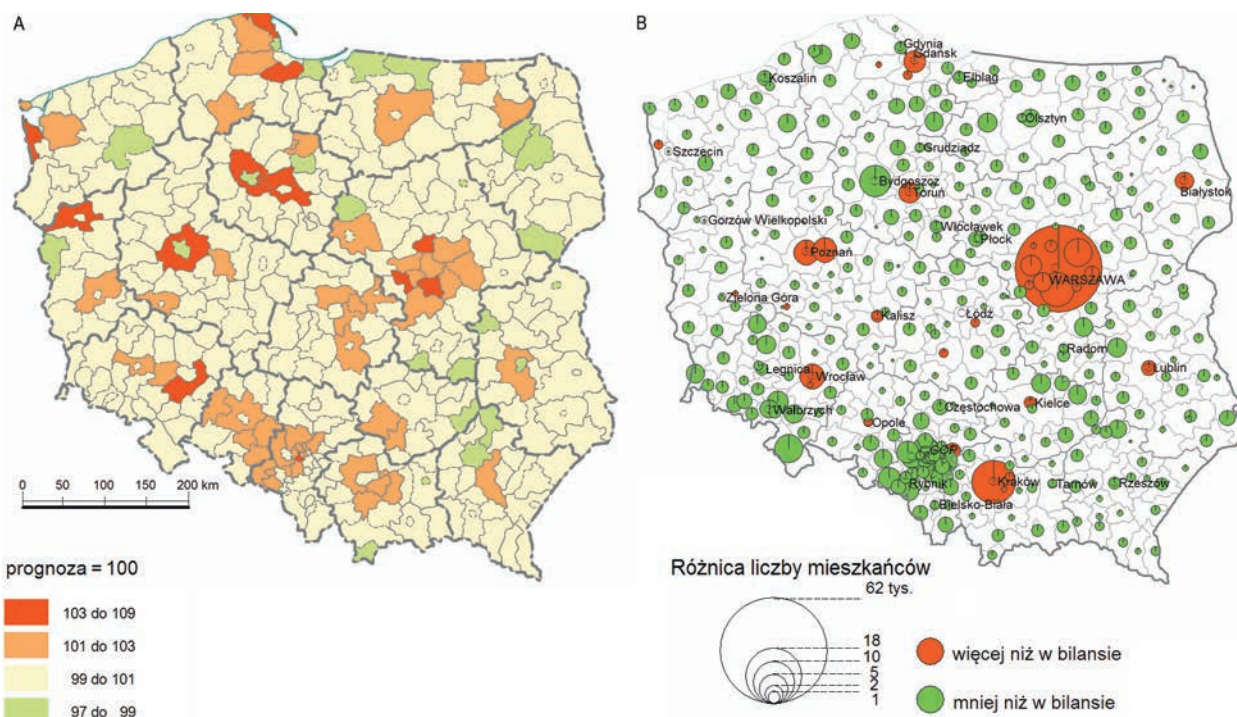 A
0 50 100 150 200 km
prognoza = 100
103 do 109
101 do 103
99 do 101
97 do 99
B
Gdynia
Gdańsk
Koszalin
Elbląg
Olsztyn
Szczecin
Grudziądz
Bydgoszcz
Toruń
Białystok
Gorzów Wielkopolski
Włocławek
Płock
Poznań
WARSZAWA
Zielona Góra
Kalisz
Łódź
Radom
Legnica
Wrocław
Lublin
Wałbrzych
Opole
Częstochowa
Kielce
GOP
Rybnik
Kraków
Tarnów
Rzeszów
Bielsko-Biała
Różnica liczby mieszkańców
62 tys.
18
10
5
2
1
więcej niż w bilansie
mniej niż w bilansie